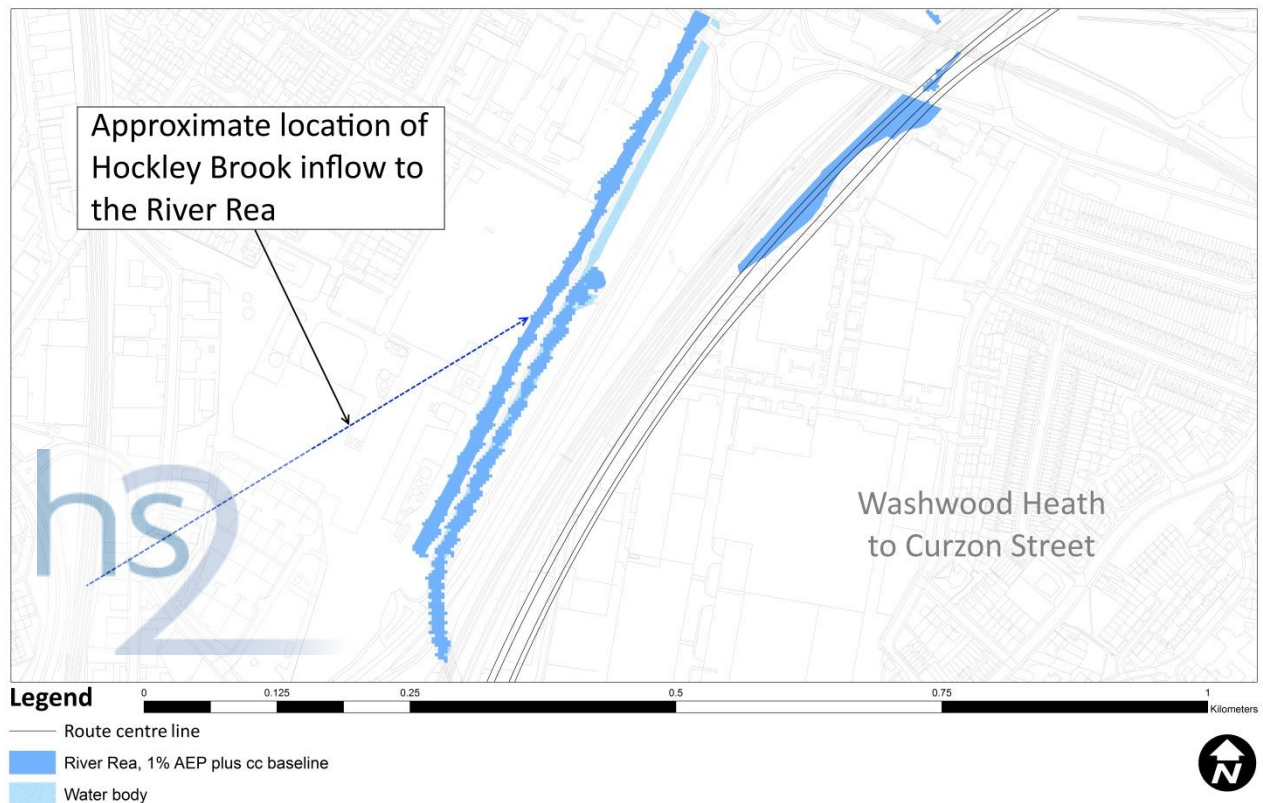 Approximate location of
Hockley Brook inflow to
the River Rea
hs2
Washwood Heath
to Curzon Street
Legend
0 0.125 0.25 0.5 0.75 1
Kilometers
Route centre line
River Rea, 1% AEP plus cc baseline
Water body
N